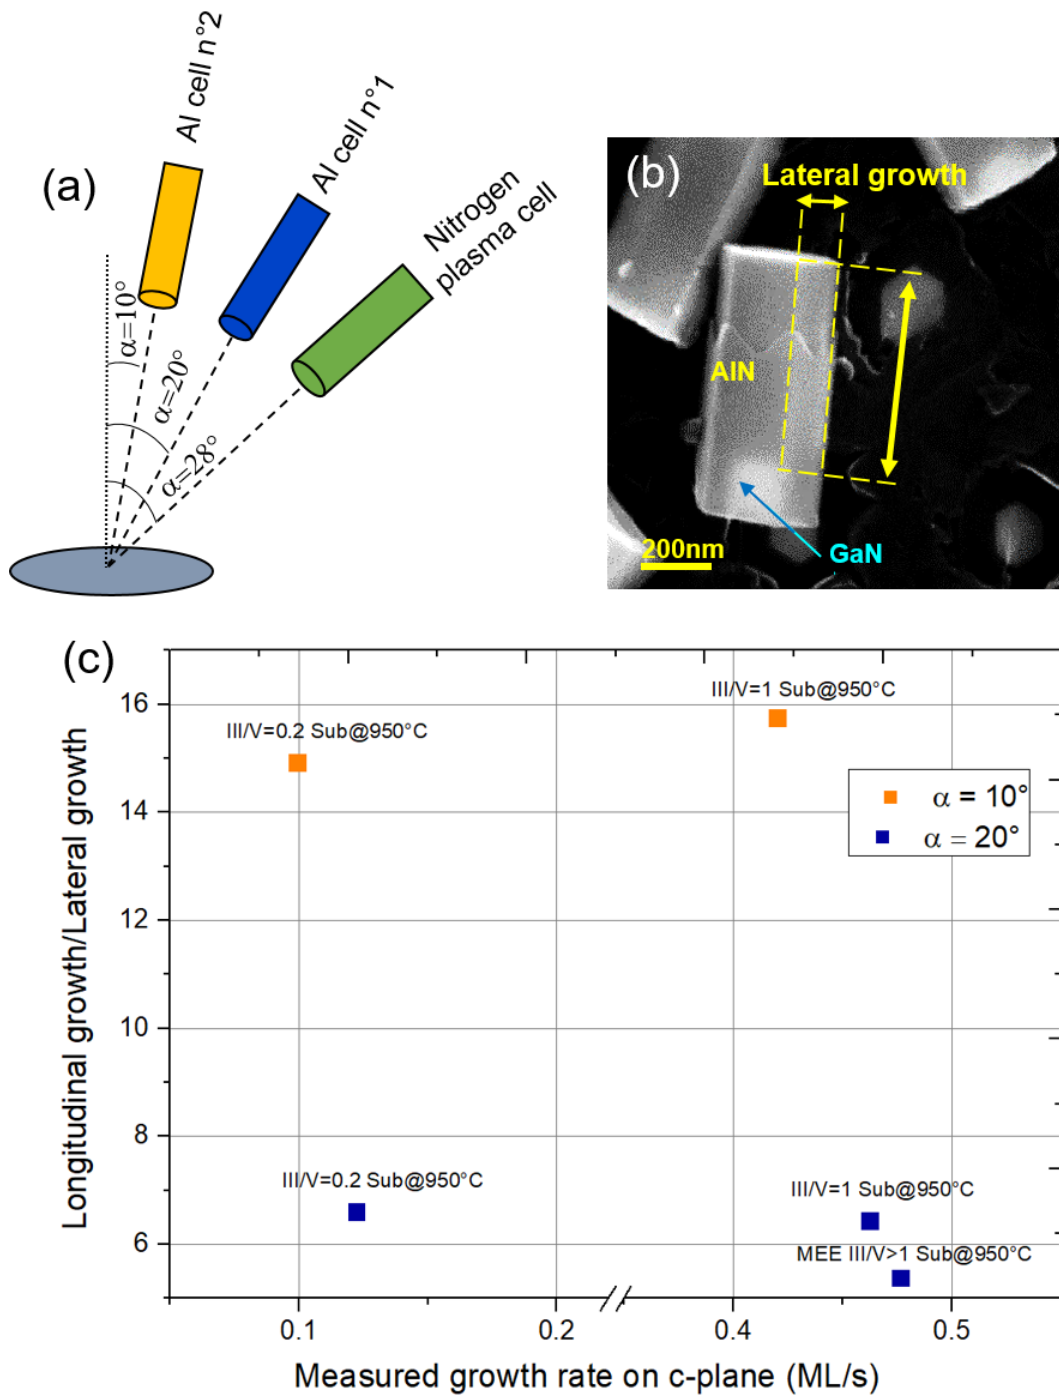 (a)
Al cell n°2
Al cell n°1
Nitrogen
plasma cell
α=10°
α=20°
α=28°
(b)
Lateral growth
AlN
200nm
GaN
(c)
III/V=1 Sub@950°C
III/V=0.2 Sub@950°C
α = 10°
α = 20°
III/V=0.2 Sub@950°C
III/V=1 Sub@950°C
MEE III/V>1 Sub@950°C
16
14
12
10
8
6
Longitudinal growth/Lateral growth
0.1
0.2
0.4
0.5
Measured growth rate on c-plane (ML/s)